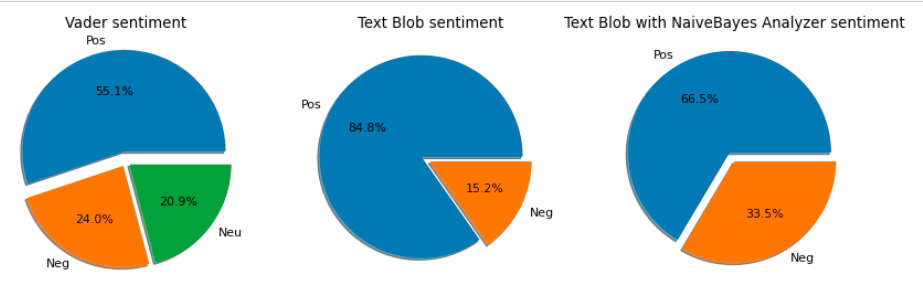 Vader sentiment
Pos
55.1%
24.0%
20.9%
Neg
Neu
Text Blob sentiment
Pos
84.8%
15.2%
Neg
Text Blob with NaiveBayes Analyzer sentiment
Pos
66.5%
33.5%
Neg